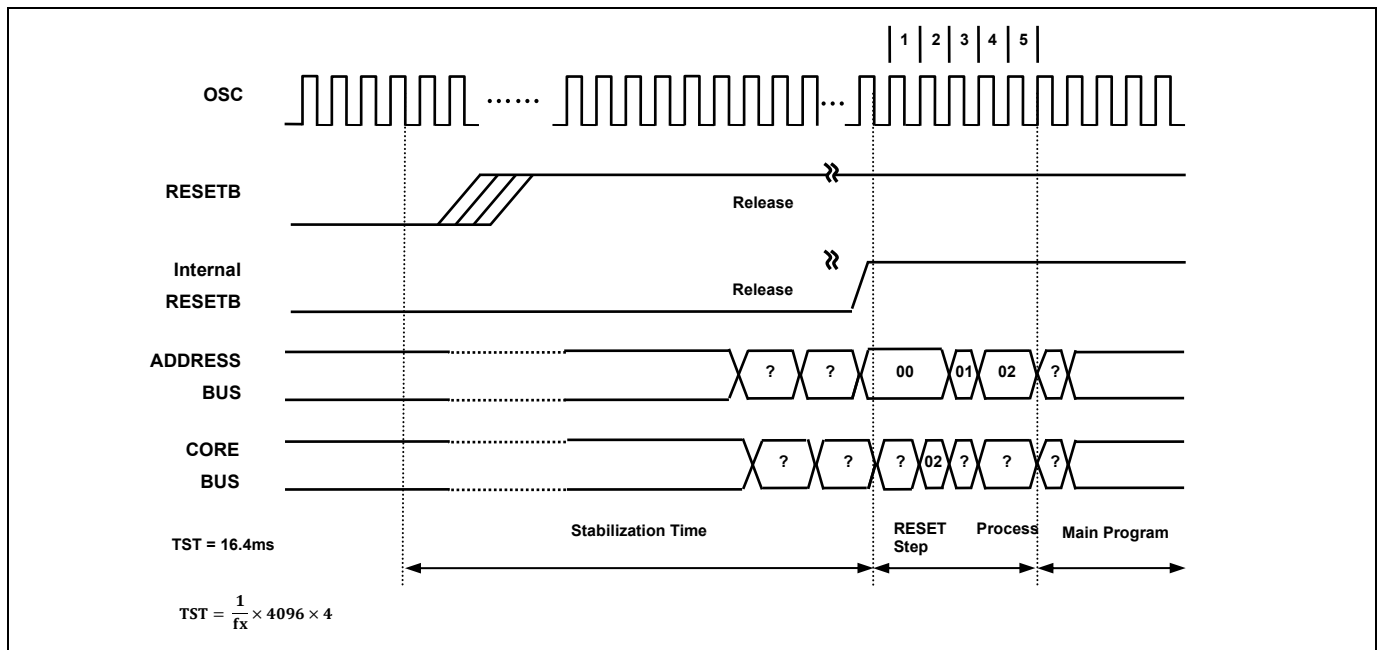 1 2 3 4 5
OSC
RESETB
Release
Internal
RESETB
Release
ADDRESS
BUS
? ? 00 01 02 ?
CORE
BUS
? ? ? 02 ? ? ?
TST = 16.4ms
Stabilization Time
RESET Process
Step
Main Program
TST = 1/fx × 4096 × 4